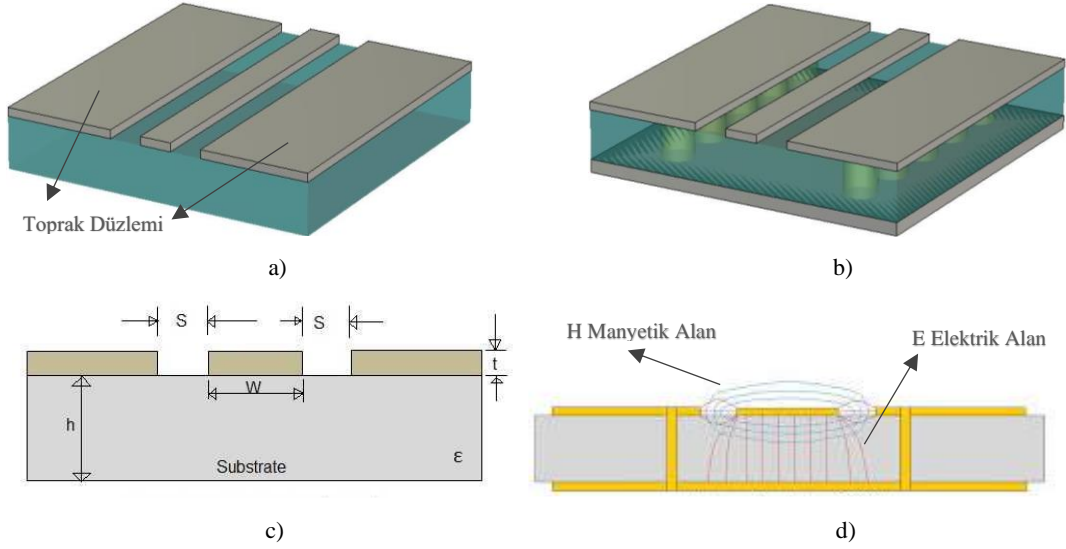 Toprak Düzlemi
a)
b)
S
S
t
W
h
Substrate
ε
c)
H Manyetik Alan
E Elektrik Alan
d)